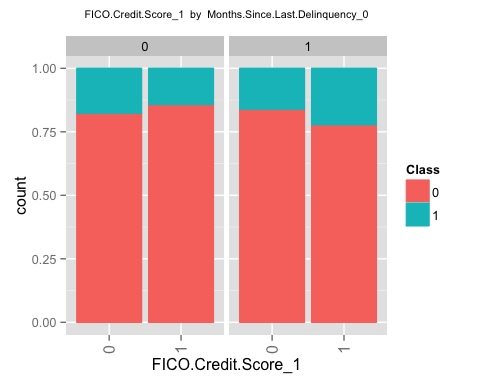 FICO.Credit.Score_1 by Months.Since.Last.Delinquency_0
0 1
1.00
0.75
0.50
0.25
0.00
count
0 1 0 1
FICO.Credit.Score_1
Class
0
1